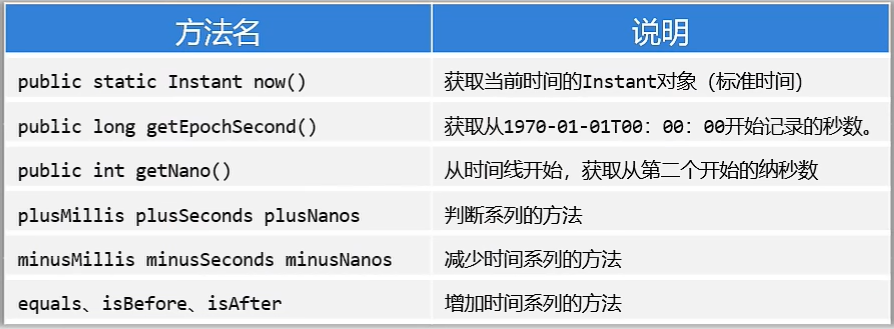 方法名 说明
public static Instant now() 获取当前时间的Instant对象（标准时间）
public long getEpochSecond() 获取从1970-01-01T00：00：00开始记录的秒数。
public int getNano() 从时间线开始，获取从第二个开始的纳秒数
plusMillis plusSeconds plusNanos 判断系列的方法
minusMillis minusSeconds minusNanos 减少时间系列的方法
equals、isBefore、isAfter 增加时间系列的方法